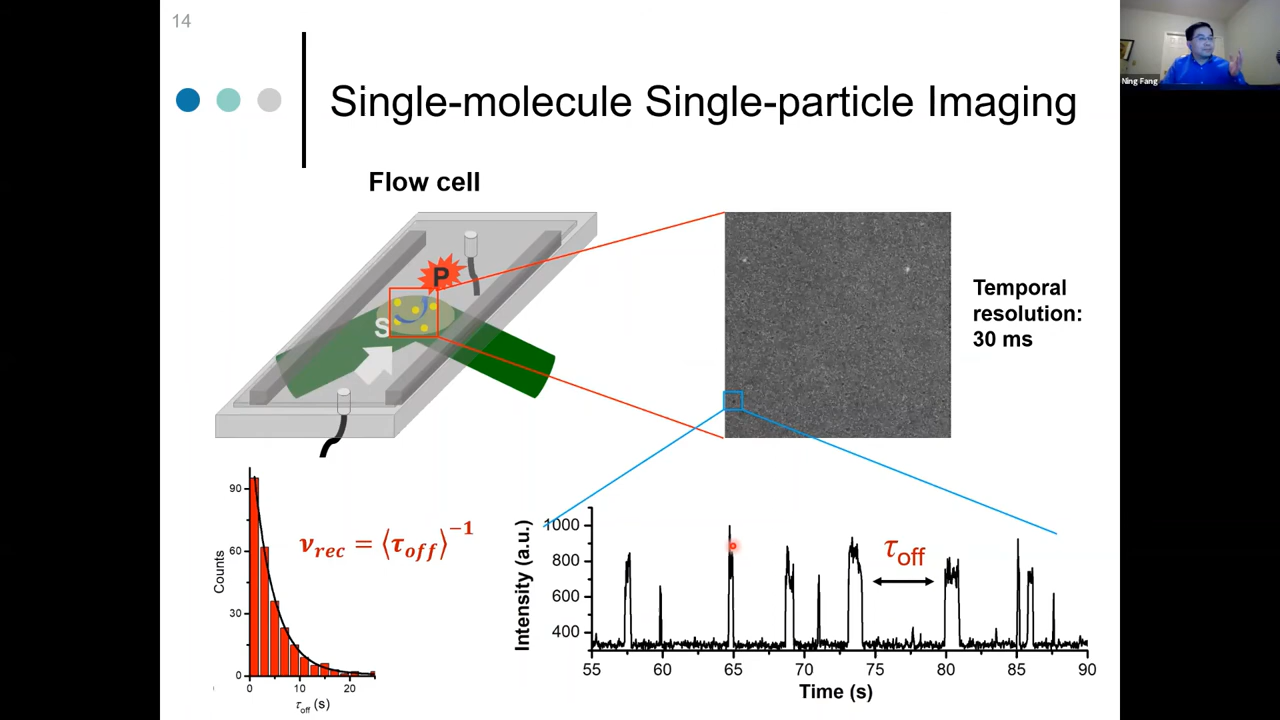 14
Ning Fang
Single-molecule Single-particle Imaging
Flow cell
P
S
Temporal
resolution:
30 ms
90
60
30
0
Counts
0 10 20
τoff (s)
νrec = ⟨τoff⟩−1
Intensity (a.u.)
1000
800
600
400
τoff
55 60 65 70 75 80 85 90
Time (s)